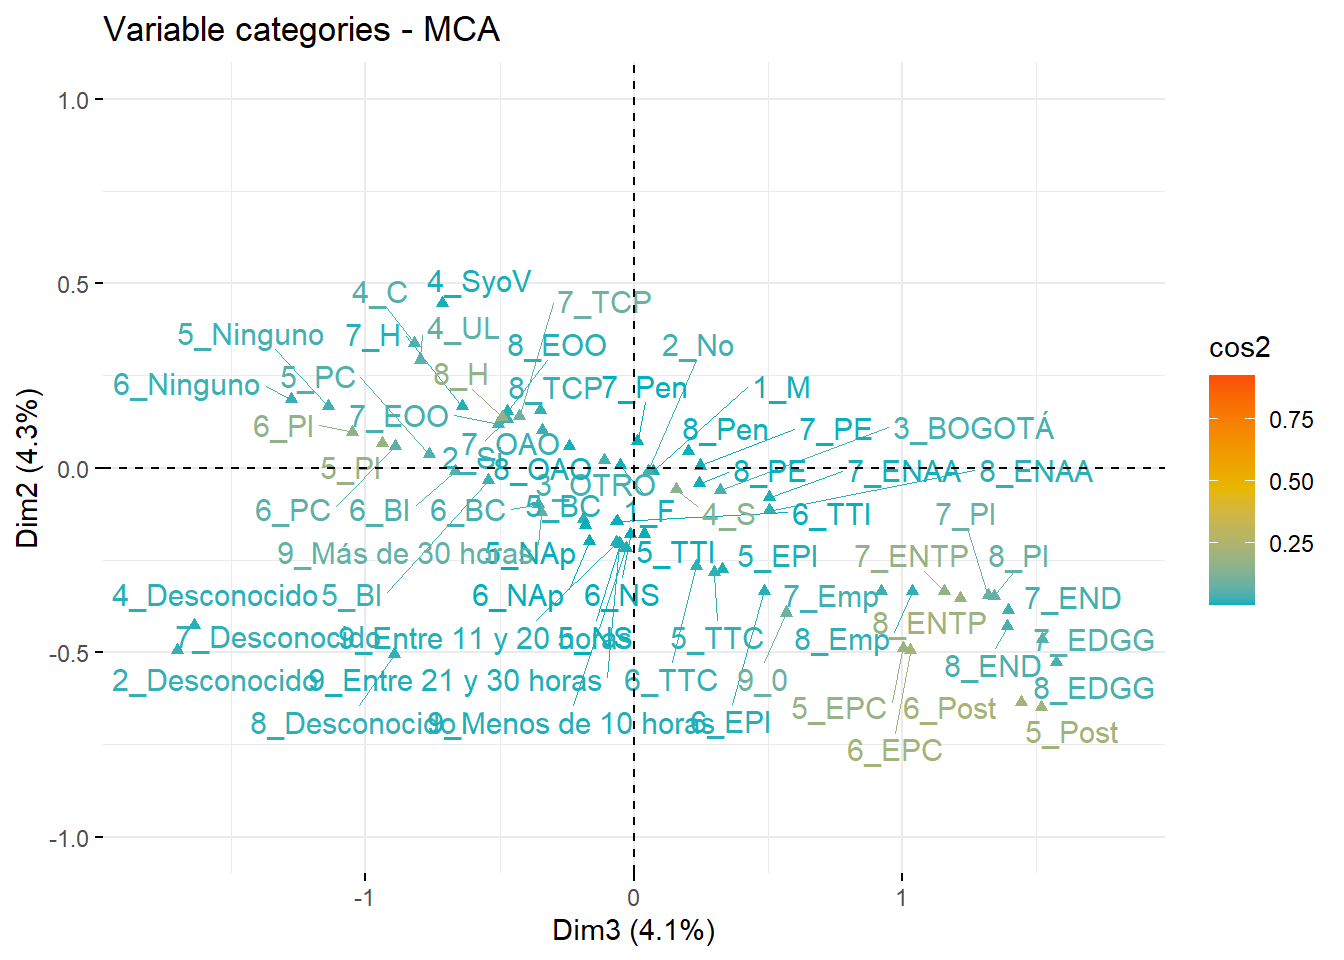 Variable categories - MCA
1.0
0.5
0.0
-0.5
-1.0
Dim2 (4.3%)
-1
0
1
Dim3 (4.1%)
cos2
0.75
0.50
0.25
4_SyoV
4_C
7_TCP
4_UL
7_H
5_Ninguno
8_EOO
2_No
8_H
5_PC
6_Ninguno
8_TCP
7_Pen
1_M
7_EOO
6_PI
8_Pen
7_PE
3_BOGOTÁ
7_OAO
2_Si
5_PI
8_OAO
8_PE
7_ENAA
8_ENAA
3_OTRO
6_PC
6_BI
6_BC
5_BC
1_F
4_S
6_TTI
7_PI
9_Más de 30 horas
5_NAp
5_TTI
5_EPI
7_ENTP
8_PI
4_Desconocido
5_BI
6_NAp
6_NS
7_Emp
7_END
8_ENTP
7_Desconocido
9_Entre 11 y 20 horas
5_NS
5_TTC
8_Emp
7_EDGG
8_END
2_Desconocido
9_Entre 21 y 30 horas
6_TTC
9_0
8_EDGG
5_EPC
6_Post
8_Desconocido
9_Menos de 10 horas
6_EPI
5_Post
6_EPC